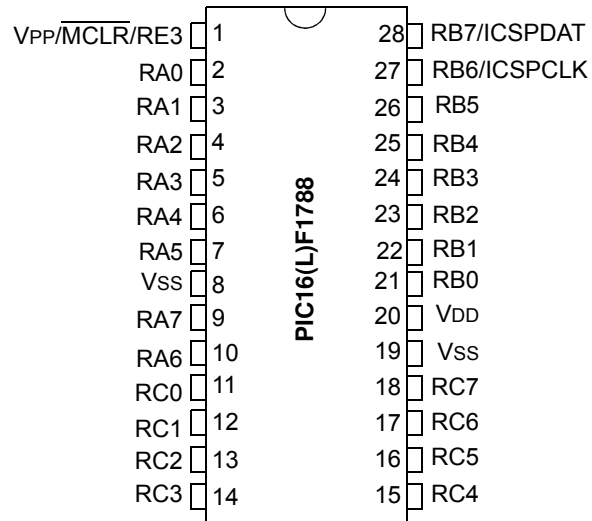 VPP/MCLR/RE3 1 28 RB7/ICSPDAT
RA0 2 27 RB6/ICSPCLK
RA1 3 26 RB5
RA2 4 25 RB4
RA3 5 24 RB3
RA4 6 23 RB2
RA5 7 22 RB1
VSS 8 21 RB0
RA7 9 20 VDD
RA6 10 19 VSS
RC0 11 18 RC7
RC1 12 17 RC6
RC2 13 16 RC5
RC3 14 15 RC4
PIC16(L)F1788